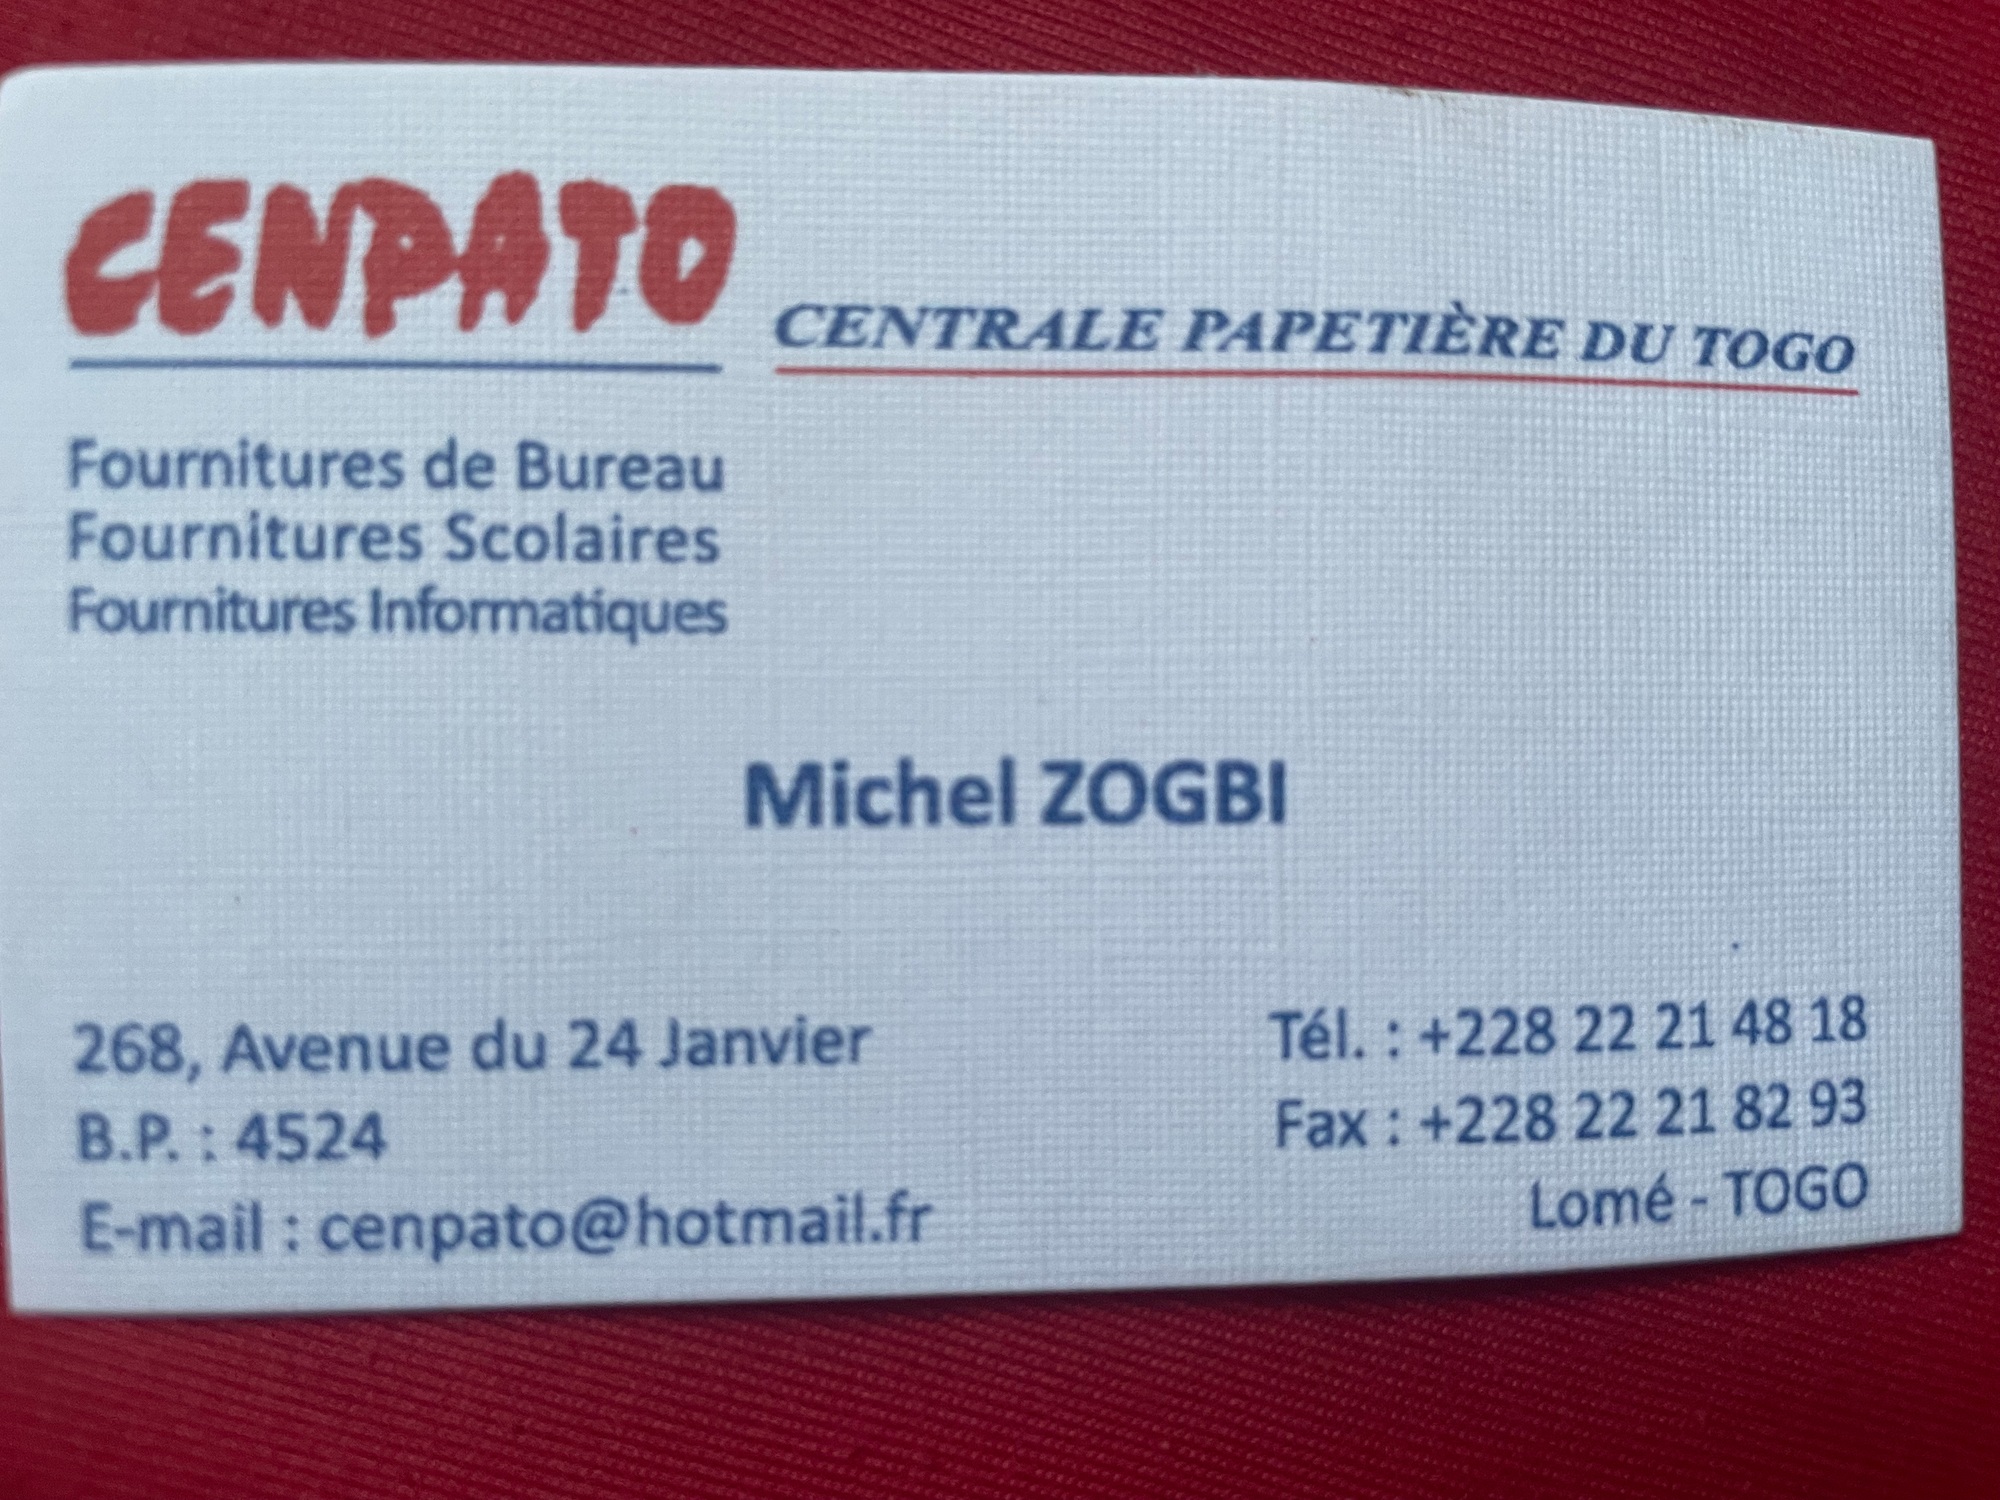 CENPATO
CENTRALE PAPETIÈRE DU TOGO
Fournitures de Bureau
Fournitures Scolaires
Fournitures Informatiques
Michel ZOGBI
268, Avenue du 24 Janvier
B.P. : 4524
E-mail : cenpato@hotmail.fr
Tél. : +228 22 21 48 18
Fax : +228 22 21 82 93
Lomé - TOGO